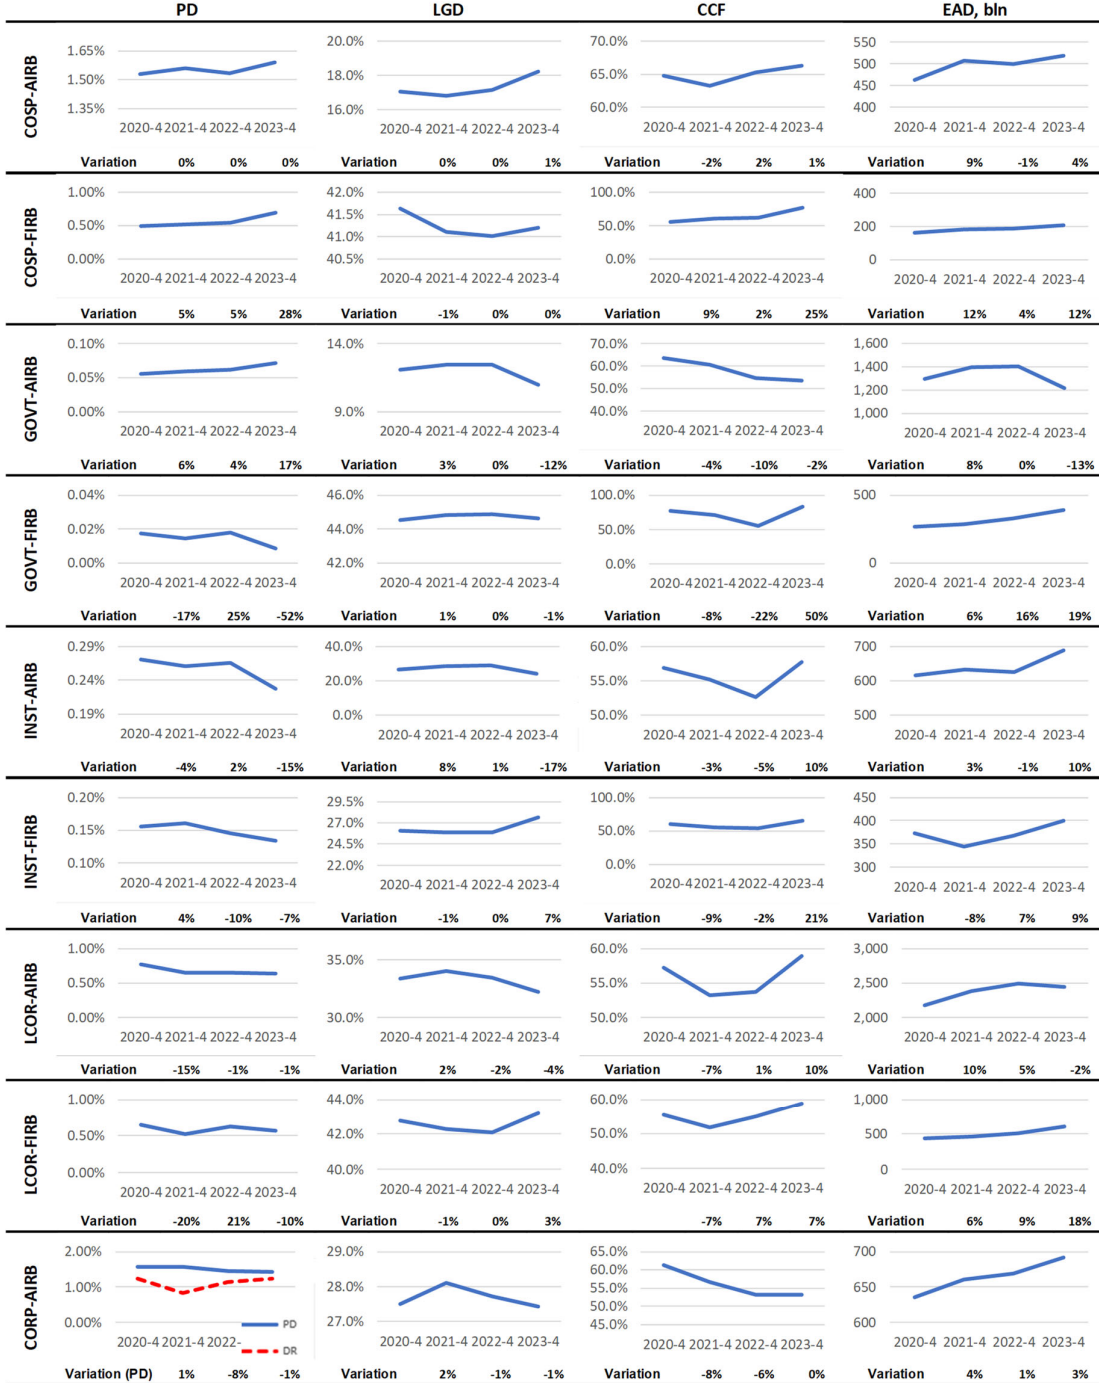 PD LGD CCF EAD, bln
COSP-AIRB
1.65% 20.0% 70.0% 550
1.50% 18.0% 65.0% 500
1.35% 16.0% 60.0% 450
400
2020-4 2021-4 2022-4 2023-4 2020-4 2021-4 2022-4 2023-4 2020-4 2021-4 2022-4 2023-4 2020-4 2021-4 2022-4 2023-4
Variation 0% 0% 0% Variation 0% 0% 1% -2% 2% 1% Variation 9% -1% 4%
COSP-FIRB
1.00% 42.0% 100.0% 400
0.50% 41.5% 50.0% 200
0.00% 41.0% 0.0% 0
40.5%
2020-4 2021-4 2022-4 2023-4 2020-4 2021-4 2022-4 2023-4 2020-4 2021-4 2022-4 2023-4 2020-4 2021-4 2022-4 2023-4
Variation 5% 5% 28% Variation -1% 0% 0% Variation 9% 2% 25% Variation 12% 4% 12%
GOVT-AIRB
0.10% 14.0% 70.0% 1,600
0.05% 9.0% 60.0% 1,400
0.00% 50.0% 1,200
40.0% 1,000
2020-4 2021-4 2022-4 2023-4 2020-4 2021-4 2022-4 2023-4 2020-4 2021-4 2022-4 2023-4 2020-4 2021-4 2022-4 2023-4
Variation 6% 4% 17% Variation 3% 0% -12% Variation -4% -10% -2% Variation 8% 0% -13%
GOVT-FIRB
0.04% 46.0% 100.0% 500
0.02% 44.0% 50.0% 0
0.00% 42.0% 0.0%
2020-4 2021-4 2022-4 2023-4 2020-4 2021-4 2022-4 2023-4 2020-4 2021-4 2022-4 2023-4 2020-4 2021-4 2022-4 2023-4
Variation -17% 25% -52% Variation 1% 0% -1% Variation -8% -22% 50% Variation 6% 16% 19%
INST-AIRB
0.29% 40.0% 60.0% 700
0.24% 20.0% 55.0% 600
0.19% 0.0% 50.0% 500
2020-4 2021-4 2022-4 2023-4 2020-4 2021-4 2022-4 2023-4 2020-4 2021-4 2022-4 2023-4 2020-4 2021-4 2022-4 2023-4
Variation -4% 2% -15% Variation 8% 1% -17% Variation -3% -5% 10% Variation 3% -1% 10%
INST-FIRB
0.20% 29.5% 100.0% 450
0.15% 27.0% 50.0% 400
0.10% 24.5% 0.0% 350
22.0% 300
2020-4 2021-4 2022-4 2023-4 2020-4 2021-4 2022-4 2023-4 2020-4 2021-4 2022-4 2023-4 2020-4 2021-4 2022-4 2023-4
Variation 4% -10% -7% Variation -1% 0% 7% Variation -9% -2% 21% Variation -8% 7% 9%
LCOR-AIRB
1.00% 35.0% 60.0% 3,000
0.00% 30.0% 55.0% 2,500
50.0% 2,000
2020-4 2021-4 2022-4 2023-4 2020-4 2021-4 2022-4 2023-4 2020-4 2021-4 2022-4 2023-4 2020-4 2021-4 2022-4 2023-4
Variation -15% -1% -1% Variation 2% -2% -4% Variation -7% 1% 10% Variation 10% 5% -2%
LCOR-FIRB
1.00% 44.0% 60.0% 1,000
0.50% 42.0% 50.0% 500
0.00% 40.0% 40.0% 0
2020-4 2021-4 2022-4 2023-4 2020-4 2021-4 2022-4 2023-4 2020-4 2021-4 2022-4 2023-4 2020-4 2021-4 2022-4 2023-4
Variation -20% 21% -10% Variation -1% 0% 3% -7% 7% 7% Variation 6% 9% 18%
CORP-AIRB
2.00% 29.0% 65.0% 700
1.00% 28.0% 60.0% 650
0.00% 27.0% 55.0% 600
50.0%
45.0%
2020-4 2021-4 2022- 2020-4 2021-4 2022-4 2023-4 2020-4 2021-4 2022-4 2023-4 2020-4 2021-4 2022-4 2023-4
PD
DR
Variation (PD) 1% -8% -1% Variation 2% -1% -1% -8% -6% 0% Variation 4% 1% 3%